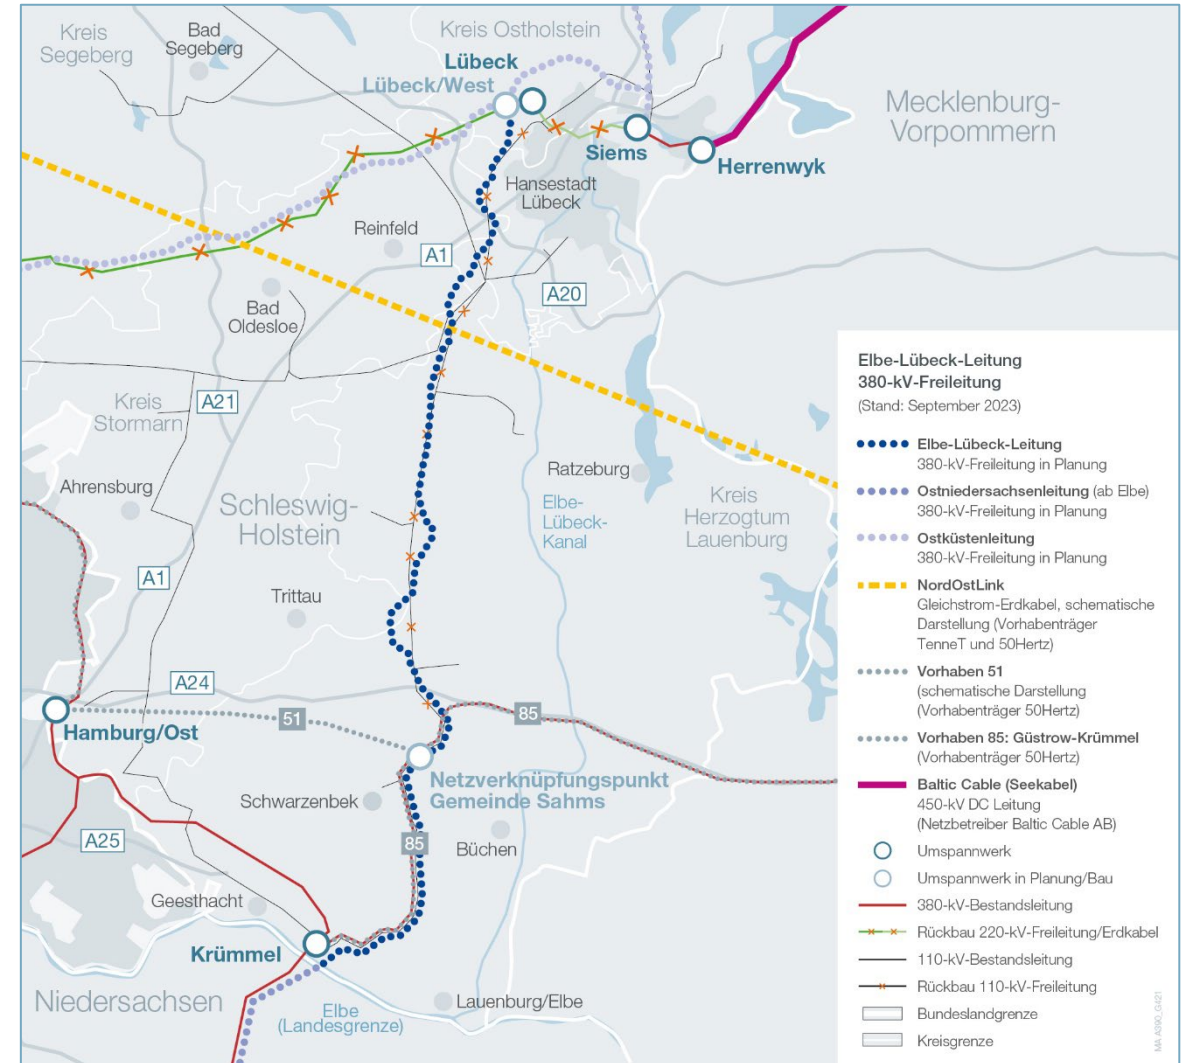 Kreis
Segeberg
Bad
Segeberg
Kreis Ostholstein
Lübeck
Lübeck/West
Mecklenburg-
Vorpommern
Siems
Herrenwyk
Hansestadt
Lübeck
Reinfeld
A1
A20
Bad
Oldesloe
Kreis
Stormarn
A21
Ahrensburg
Schleswig-
Holstein
Ratzeburg
Elbe-
Lübeck-
Kanal
Kreis
Herzogtum
Lauenburg
A1
Trittau
A24
Hamburg/Ost
51
85
Netzverknüpfungspunkt
Gemeinde Sahms
Schwarzenbek
A25
85
Büchen
Geesthacht
Krümmel
Niedersachsen
Elbe
(Landesgrenze)
Lauenburg/Elbe
Elbe-Lübeck-Leitung
380-kV-Freileitung
(Stand: September 2023)
Elbe-Lübeck-Leitung
380-kV-Freileitung in Planung
Ostniedersachsenleitung (ab Elbe)
380-kV-Freileitung in Planung
Ostküstenleitung
380-kV-Freileitung in Planung
NordOstLink
Gleichstrom-Erdkabel, schematische
Darstellung (Vorhabenträger
TenneT und 50Hertz)
Vorhaben 51
(schematische Darstellung
(Vorhabenträger 50Hertz)
Vorhaben 85: Güstrow-Krümmel
(Vorhabenträger 50Hertz)
Baltic Cable (Seekabel)
450-kV DC Leitung
(Netzbetreiber Baltic Cable AB)
Umspannwerk
Umspannwerk in Planung/Bau
380-kV-Bestandsleitung
Rückbau 220-kV-Freileitung/Erdkabel
110-kV-Bestandsleitung
Rückbau 110-kV-Freileitung
Bundeslandgrenze
Kreisgrenze
MA A390_G421